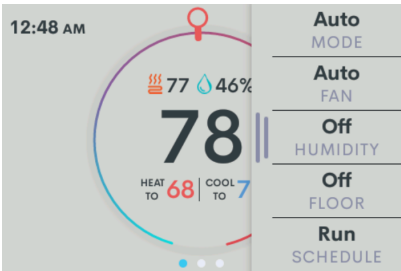 12:48 AM
77 46%
78
HEAT TO 68 COOL TO 7
Auto
MODE
Auto
FAN
Off
HUMIDITY
Off
FLOOR
Run
SCHEDULE